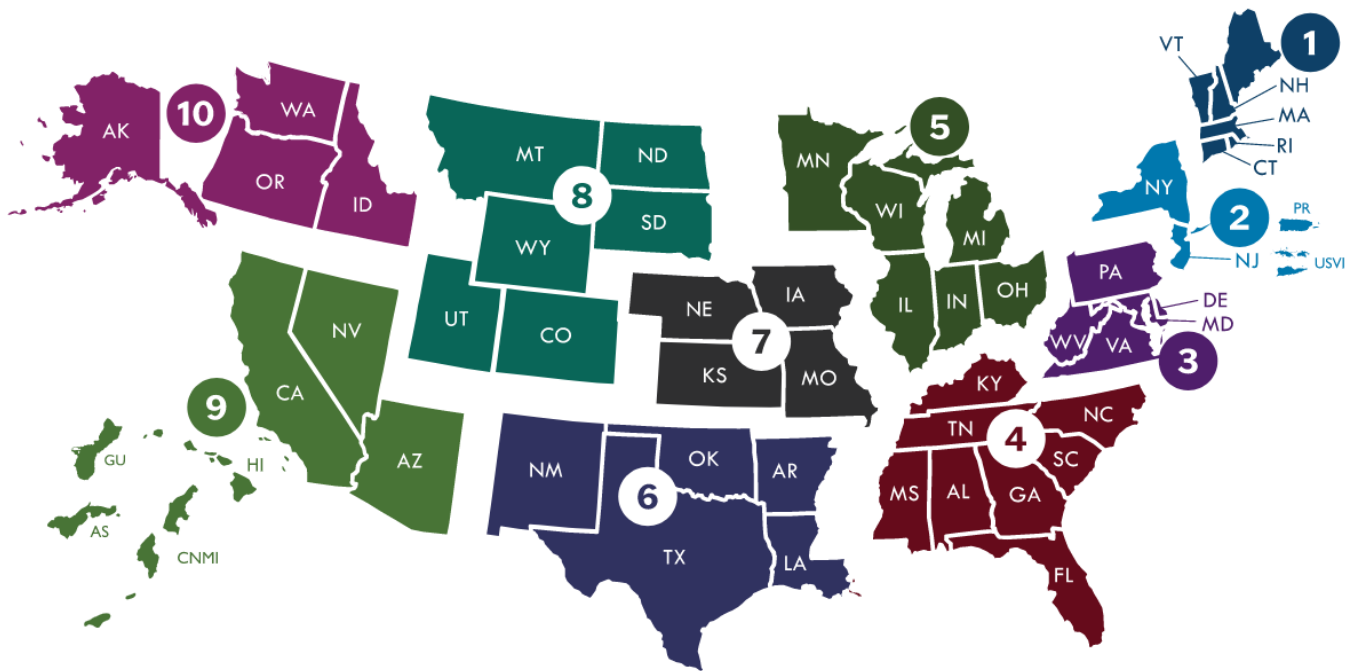 1
VT
NH
MA
RI
CT
10
WA
AK
OR
ID
MT
ND
8
SD
WY
UT
CO
5
MN
WI
MI
IL
IN
OH
NY
2
PR
NJ
USVI
PA
DE
MD
WV
VA
3
NE
IA
7
KS
MO
NV
CA
9
AZ
GU
HI
AS
CNMI
NM
OK
AR
6
TX
LA
KY
NC
TN
4
SC
MS
AL
GA
FL